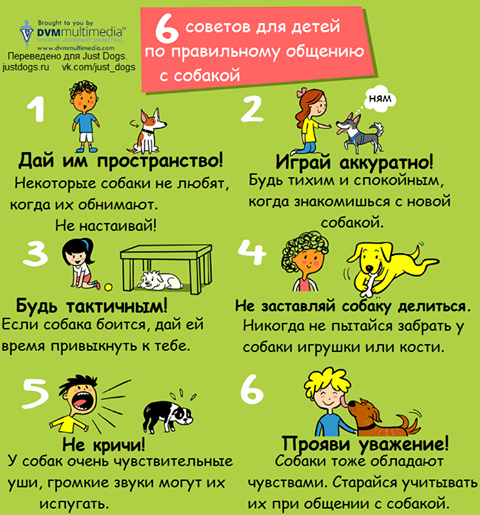 Brought to you by
DVMmultimedia
www.dvmmultimedia.com
Переведено для Just Dogs.
justdogs.ru vk.com/just_dogs
6 советов для детей
по правильному общению
с собакой
1
Дай им пространство!
Некоторые собаки не любят,
когда их обнимают.
Не настаивай!
2
ням
Играй аккуратно!
Будь тихим и спокойным,
когда знакомишься с новой
собакой.
3
Будь тактичным!
Если собака боится, дай ей
время привыкнуть к тебе.
4
Не заставляй собаку делиться.
Никогда не пытайся забрать у
собаки игрушки или кости.
5
Не кричи!
У собак очень чувствительные
уши, громкие звуки могут их
испугать.
6
Прояви уважение!
Собаки тоже обладают
чувствами. Старайся учитывать
их при общении с собакой.